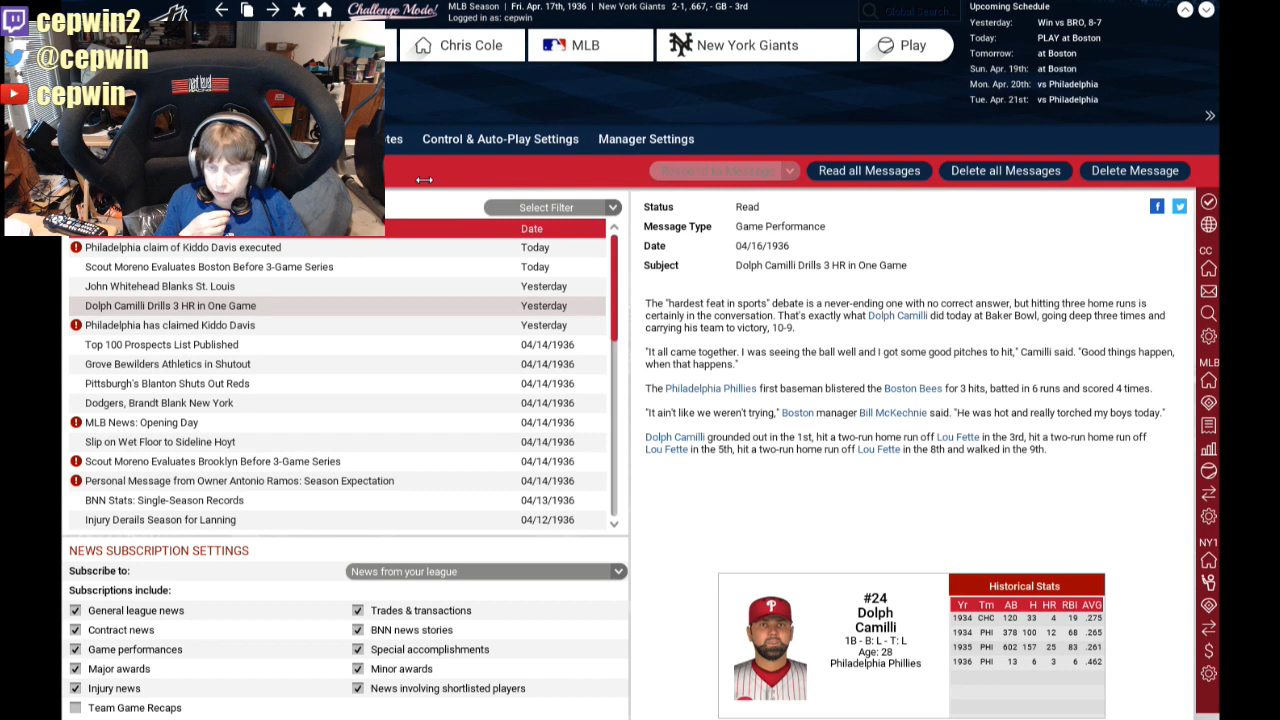 cepwin2
@cepwin
cepwin
Challenge Mode!
MLB Season | Fri. Apr. 17th, 1936 | New York Giants 2-1, .667, - GB - 3rd
Logged in as: cepwin
Global Search...
Upcoming Schedule
Yesterday: Win vs BRO, 8-7
Today: PLAY at Boston
Tomorrow: at Boston
Sun. Apr. 19th: at Boston
Mon. Apr. 20th: vs Philadelphia
Tue. Apr. 21st: vs Philadelphia
Chris Cole
MLB
New York Giants
Play
Control & Auto-Play Settings
Manager Settings
Read all Messages
Delete all Messages
Delete Message
Select Filter
Date
Philadelphia claim of Kiddo Davis executed Today
Scout Moreno Evaluates Boston Before 3-Game Series Today
John Whitehead Blanks St. Louis Yesterday
Dolph Camilli Drills 3 HR in One Game Yesterday
Philadelphia has claimed Kiddo Davis Yesterday
Top 100 Prospects List Published 04/14/1936
Grove Bewilders Athletics in Shutout 04/14/1936
Pittsburgh's Blanton Shuts Out Reds 04/14/1936
Dodgers, Brandt Blank New York 04/14/1936
MLB News: Opening Day 04/14/1936
Slip on Wet Floor to Sideline Hoyt 04/14/1936
Scout Moreno Evaluates Brooklyn Before 3-Game Series 04/14/1936
Personal Message from Owner Antonio Ramos: Season Expectation 04/14/1936
BNN Stats: Single-Season Records 04/13/1936
Injury Derails Season for Lanning 04/12/1936
NEWS SUBSCRIPTION SETTINGS
Subscribe to: News from your league
Subscriptions include:
General league news Trades & transactions
Contract news BNN news stories
Game performances Special accomplishments
Major awards Minor awards
Injury news News involving shortlisted players
Team Game Recaps
Status Read
Message Type Game Performance
Date 04/16/1936
Subject Dolph Camilli Drills 3 HR in One Game
The "hardest feat in sports" debate is a never-ending one with no correct answer, but hitting three home runs is
certainly in the conversation. That's exactly what Dolph Camilli did today at Baker Bowl, going deep three times and
carrying his team to victory, 10-9.
"It all came together. I was seeing the ball well and I got some good pitches to hit," Camilli said. "Good things happen,
when that happens."
The Philadelphia Phillies first baseman blistered the Boston Bees for 3 hits, batted in 6 runs and scored 4 times.
"It ain't like we weren't trying," Boston manager Bill McKechnie said. "He was hot and really torched my boys today."
Dolph Camilli grounded out in the 1st, hit a two-run home run off Lou Fette in the 3rd, hit a two-run home run off
Lou Fette in the 5th, hit a two-run home run off Lou Fette in the 8th and walked in the 9th.
#24
Dolph
Camilli
1B - B: L - T: L
Age: 28
Philadelphia Phillies
Historical Stats
Yr Tm AB H HR RBI AVG
1934 CHC 120 33 4 19 .275
1934 PHI 378 100 12 68 .265
1935 PHI 602 157 25 83 .261
1936 PHI 13 6 3 6 .462
CC
MLB
NY1